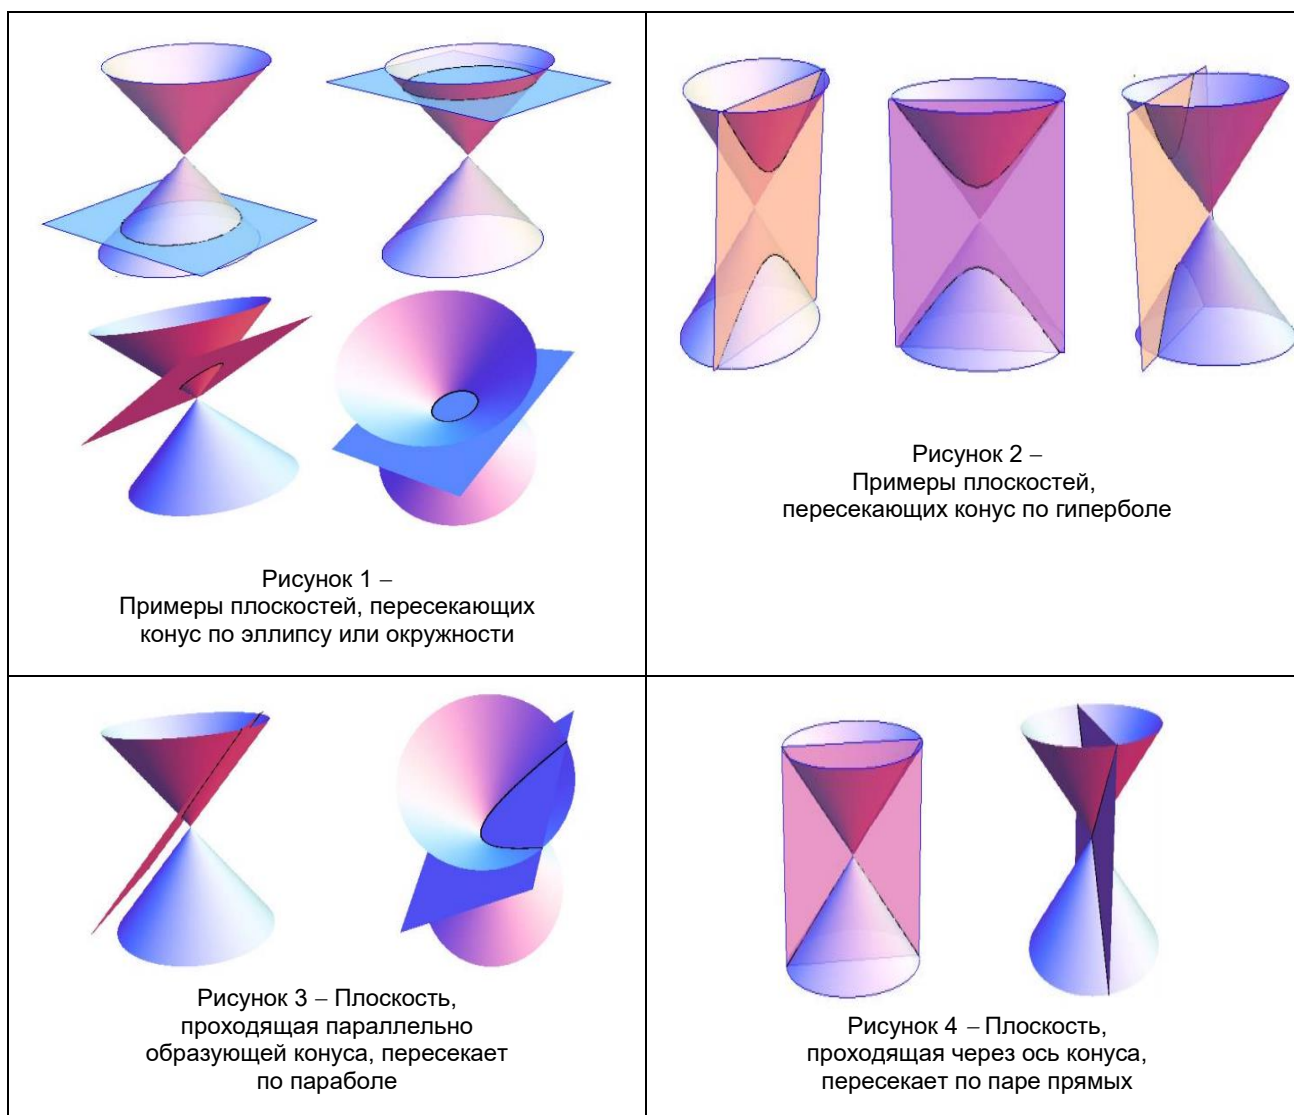 Рисунок 1 –
Примеры плоскостей, пересекающих
конус по эллипсу или окружности
Рисунок 2 –
Примеры плоскостей,
пересекающих конус по гиперболе
Рисунок 3 – Плоскость,
проходящая параллельно
образующей конуса, пересекает
по параболе
Рисунок 4 – Плоскость,
проходящая через ось конуса,
пересекает по паре прямых